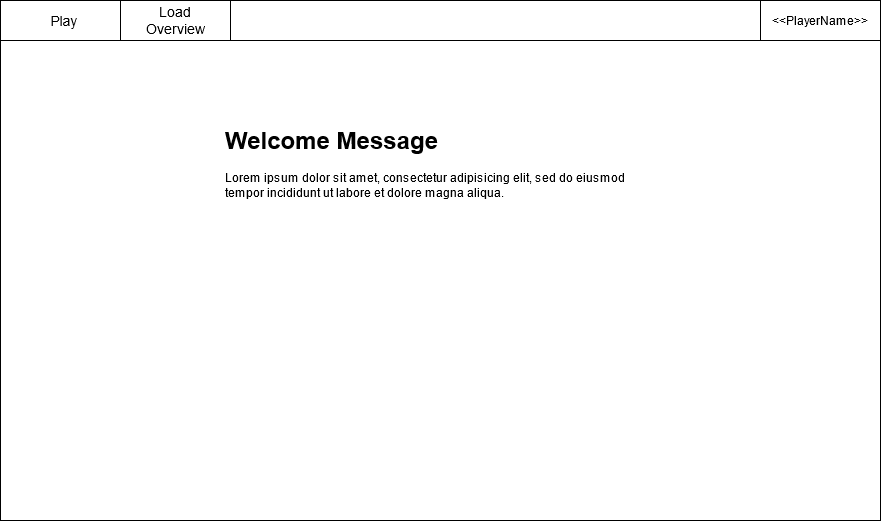 Play
Load
Overview
<<PlayerName>>
Welcome Message
Lorem ipsum dolor sit amet, consectetur adipisicing elit, sed do eiusmod
tempor incididunt ut labore et dolore magna aliqua.